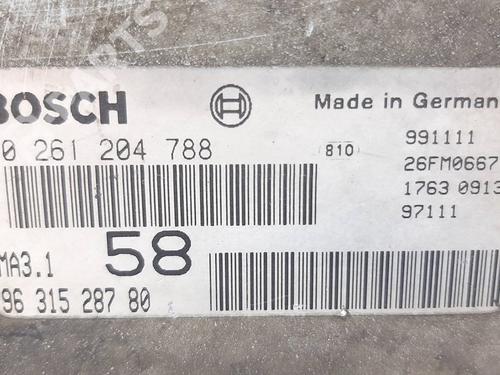 BOSCH Made in German
0 261 204 788 810 991111
26FM0667
1763 0913
97111
MA3.1 58
96 315 287 80